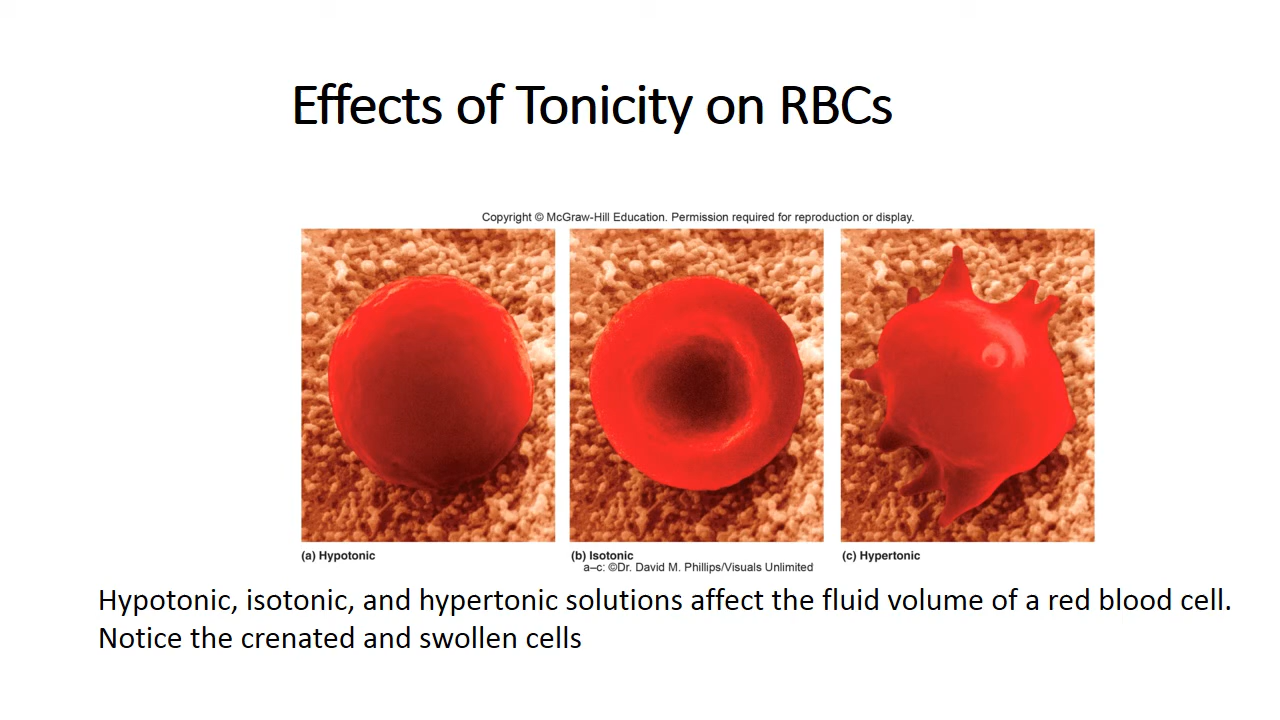 Effects of Tonicity on RBCs
Copyright © McGraw-Hill Education. Permission required for reproduction or display.
(a) Hypotonic
(b) Isotonic
(c) Hypertonic
a–c: ©Dr. David M. Phillips/Visuals Unlimited
Hypotonic, isotonic, and hypertonic solutions affect the fluid volume of a red blood cell.
Notice the crenated and swollen cells